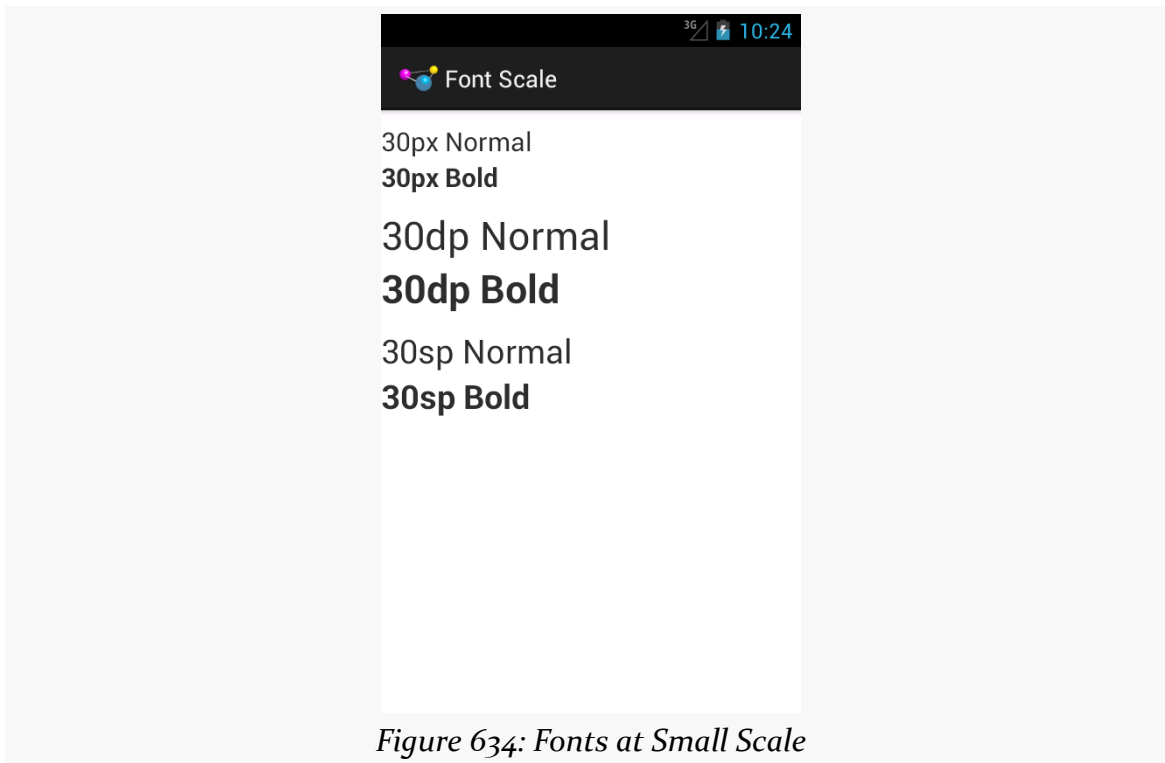 3G 10:24
Font Scale
30px Normal
30px Bold
30dp Normal
30dp Bold
30sp Normal
30sp Bold
Figure 634: Fonts at Small Scale